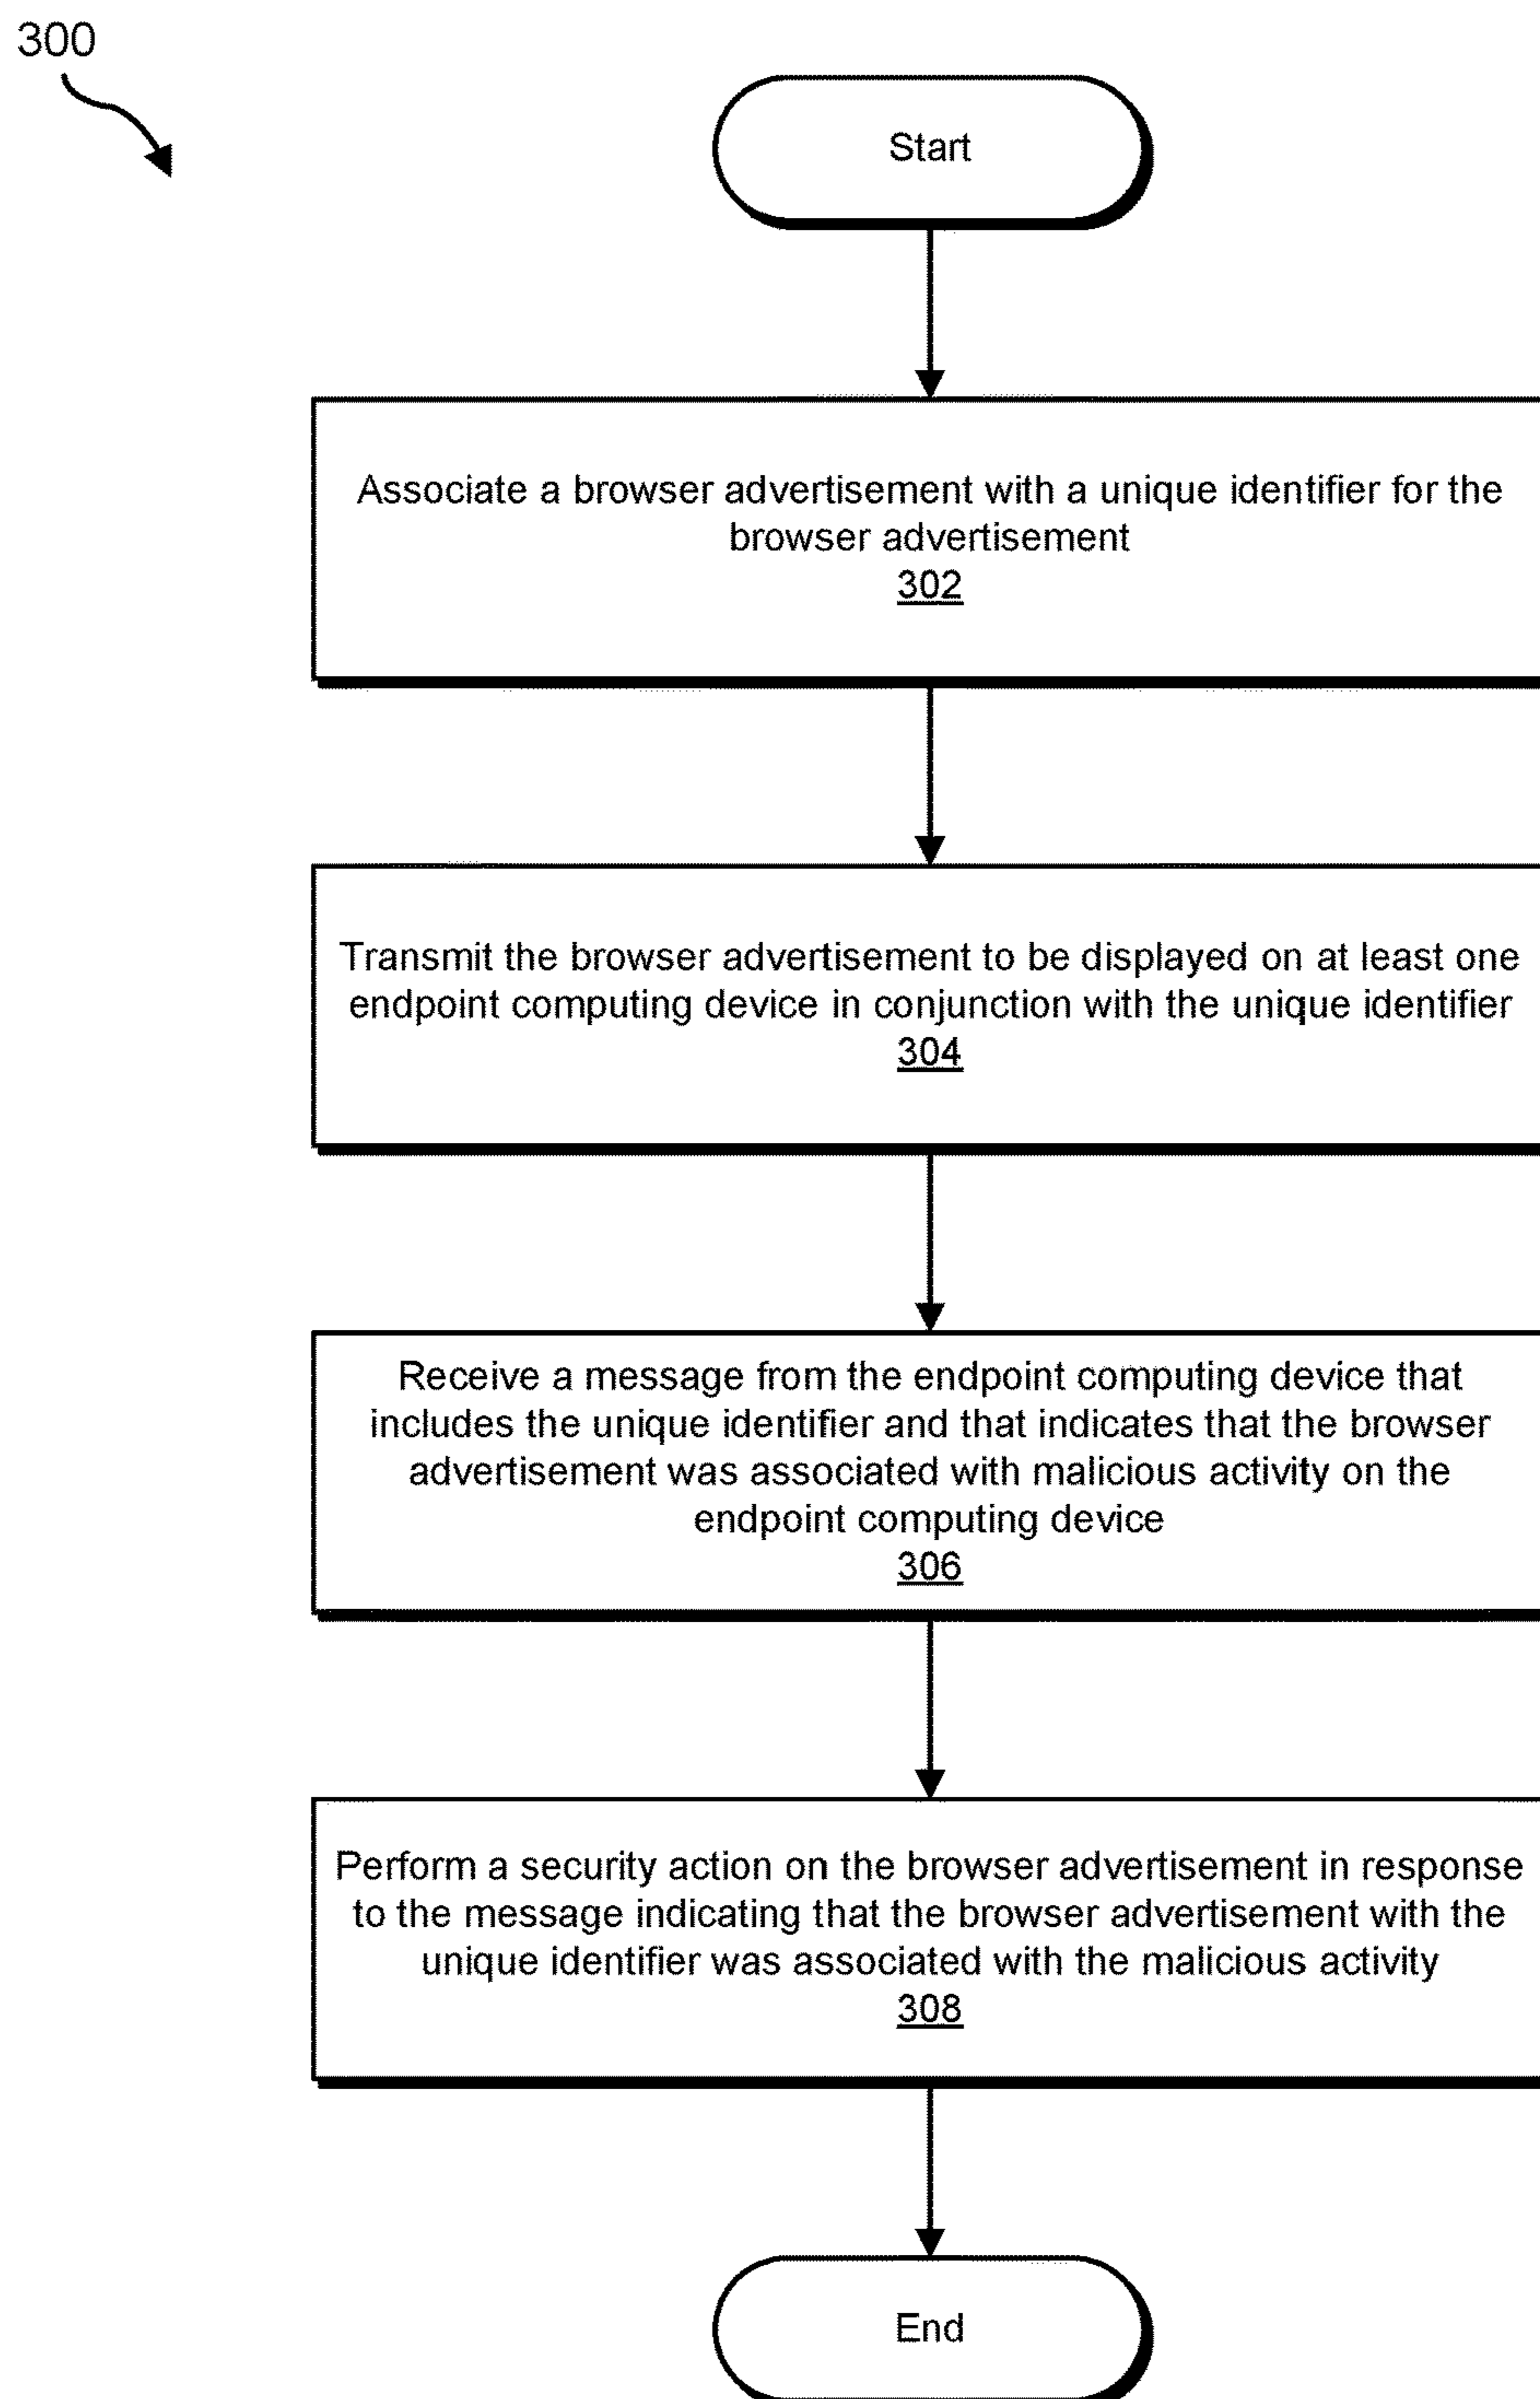 300
Start
Associate a browser advertisement with a unique identifier for the
browser advertisement
302
Transmit the browser advertisement to be displayed on at least one
endpoint computing device in conjunction with the unique identifier
304
Receive a message from the endpoint computing device that
includes the unique identifier and that indicates that the browser
advertisement was associated with malicious activity on the
endpoint computing device
306
Perform a security action on the browser advertisement in response
to the message indicating that the browser advertisement with the
unique identifier was associated with the malicious activity
308
End